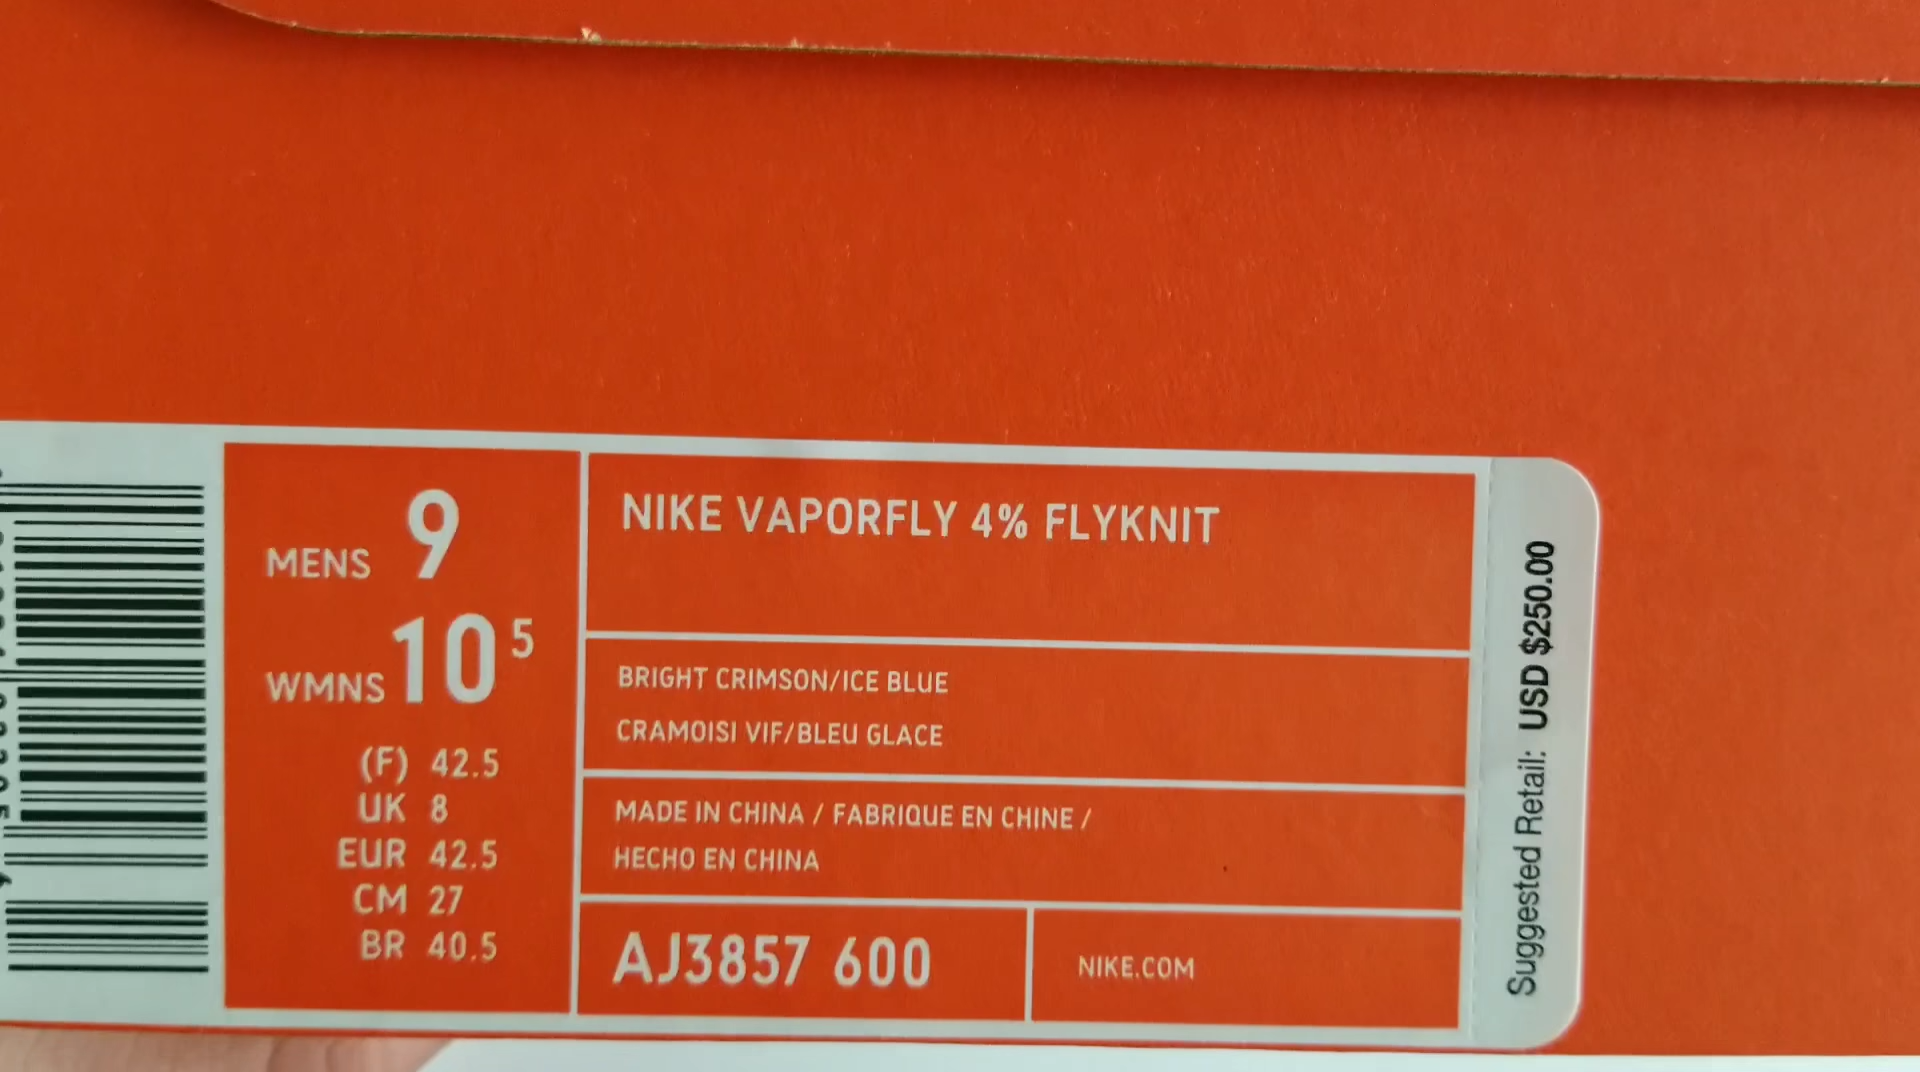 MENS 9
WMNS 10 5
(F) 42.5
UK 8
EUR 42.5
CM 27
BR 40.5
NIKE VAPORFLY 4% FLYKNIT
BRIGHT CRIMSON/ICE BLUE
CRAMOISI VIF/BLEU GLACE
MADE IN CHINA / FABRIQUE EN CHINE /
HECHO EN CHINA
AJ3857 600
NIKE.COM
Suggested Retail: USD $250.00